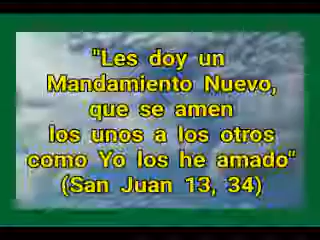 "Les doy un
Mandamiento Nuevo,
que se amen
los unos a los otros
como Yo los he amado"
(San Juan 13, 34)